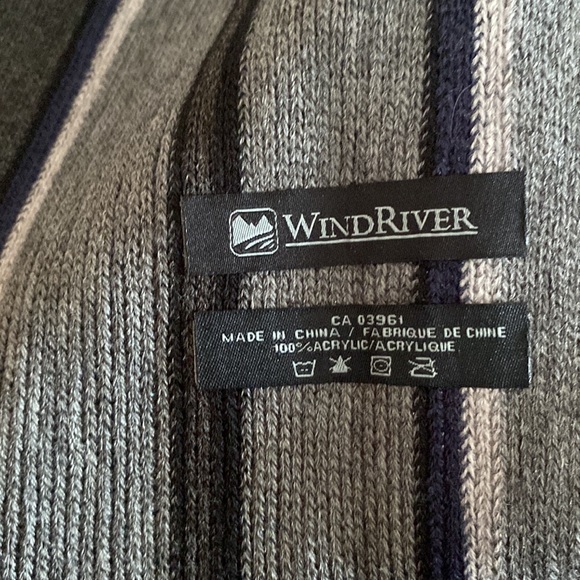 WINDRIVER
CA 03961
MADE IN CHINA / FABRIQUE DE CHINE
100% ACRYLIC/ACRYLIQUE